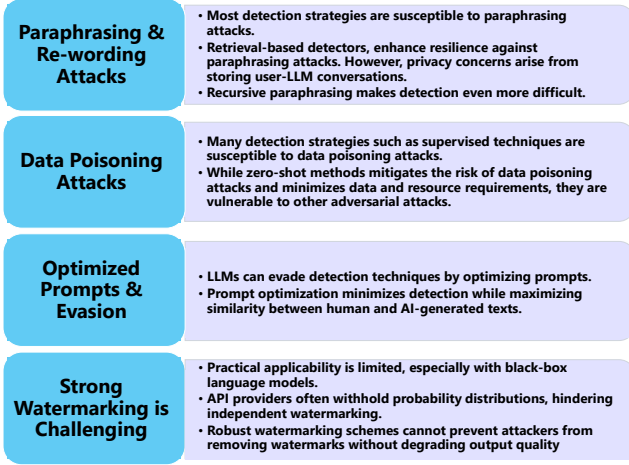 Paraphrasing &
Re-wording
Attacks
• Most detection strategies are susceptible to paraphrasing
attacks.
• Retrieval-based detectors, enhance resilience against
paraphrasing attacks. However, privacy concerns arise from
storing user-LLM conversations.
• Recursive paraphrasing makes detection even more difficult.
Data Poisoning
Attacks
• Many detection strategies such as supervised techniques are
susceptible to data poisoning attacks.
• While zero-shot methods mitigates the risk of data poisoning
attacks and minimizes data and resource requirements, they are
vulnerable to other adversarial attacks.
Optimized
Prompts &
Evasion
• LLMs can evade detection techniques by optimizing prompts.
• Prompt optimization minimizes detection while maximizing
similarity between human and AI-generated texts.
Strong
Watermarking is
Challenging
• Practical applicability is limited, especially with black-box
language models.
• API providers often withhold probability distributions, hindering
independent watermarking.
• Robust watermarking schemes cannot prevent attackers from
removing watermarks without degrading output quality